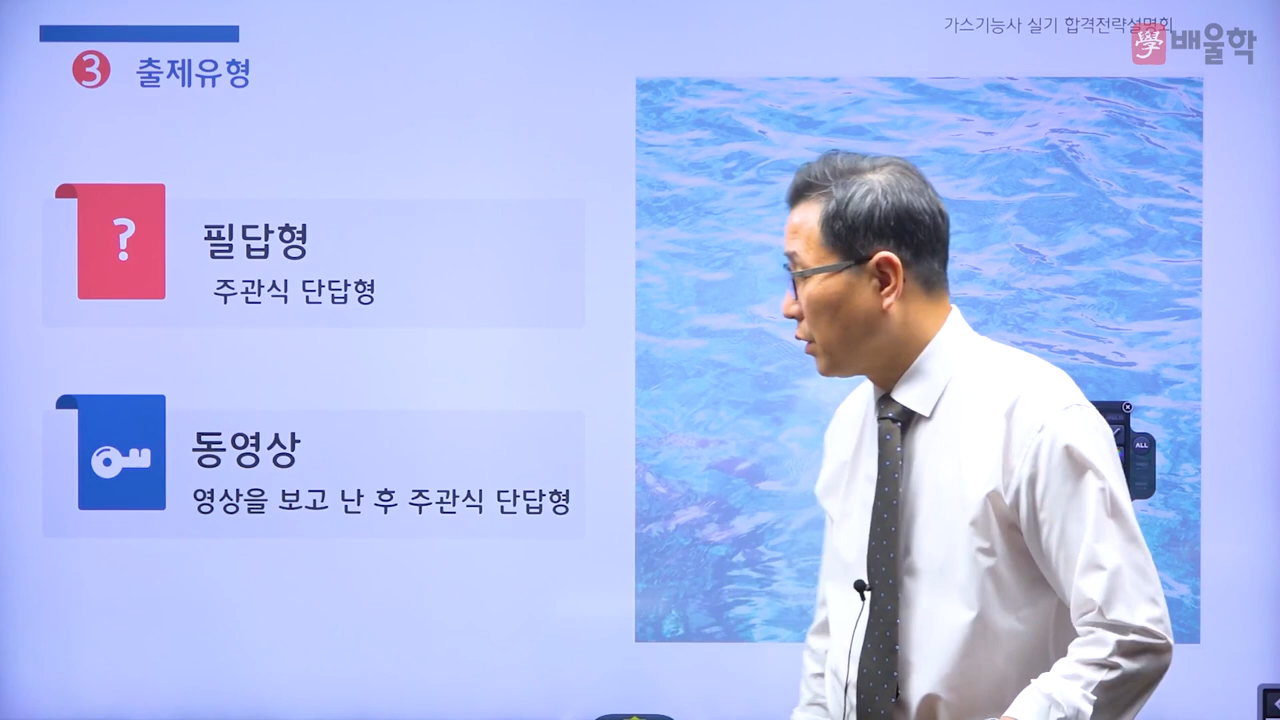 가스기능사 실기 합격전략설명회
學 배울학
3 출제유형
?
필답형
주관식 단답형
동영상
영상을 보고 난 후 주관식 단답형
ALL